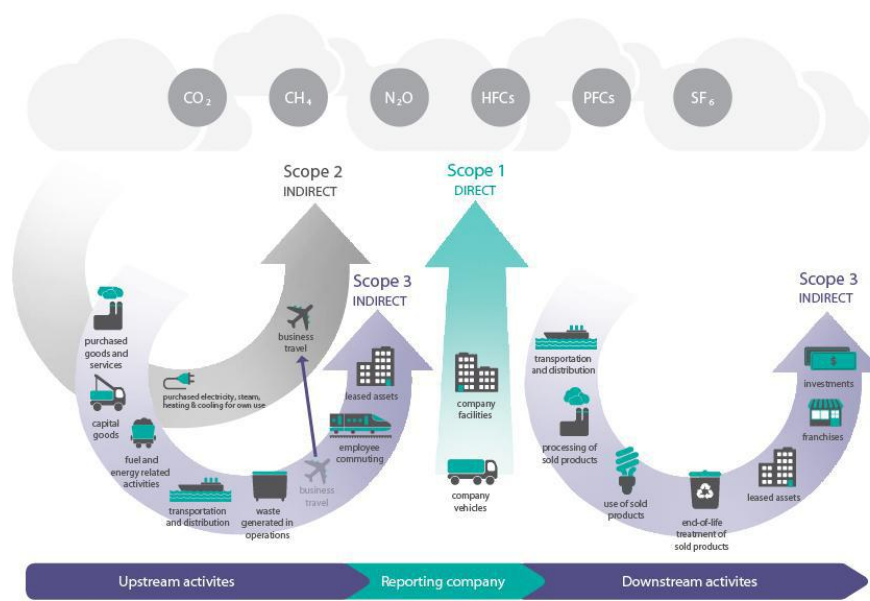 CO₂
CH₄
N₂O
HFCs
PFCs
SF₆
Scope 2
INDIRECT
Scope 1
DIRECT
Scope 3
INDIRECT
Scope 3
INDIRECT
purchased
goods and
services
capital
goods
fuel and
energy related
activities
purchased electricity, steam,
heating & cooling for own use
transportation
and distribution
waste
generated in
operations
business
travel
business
travel
employee
commuting
leased assets
company
facilities
company
vehicles
transportation
and distribution
processing of
sold products
use of sold
products
end-of-life
treatment of
sold products
leased assets
franchises
$
investments
Upstream activites
Reporting company
Downstream activites